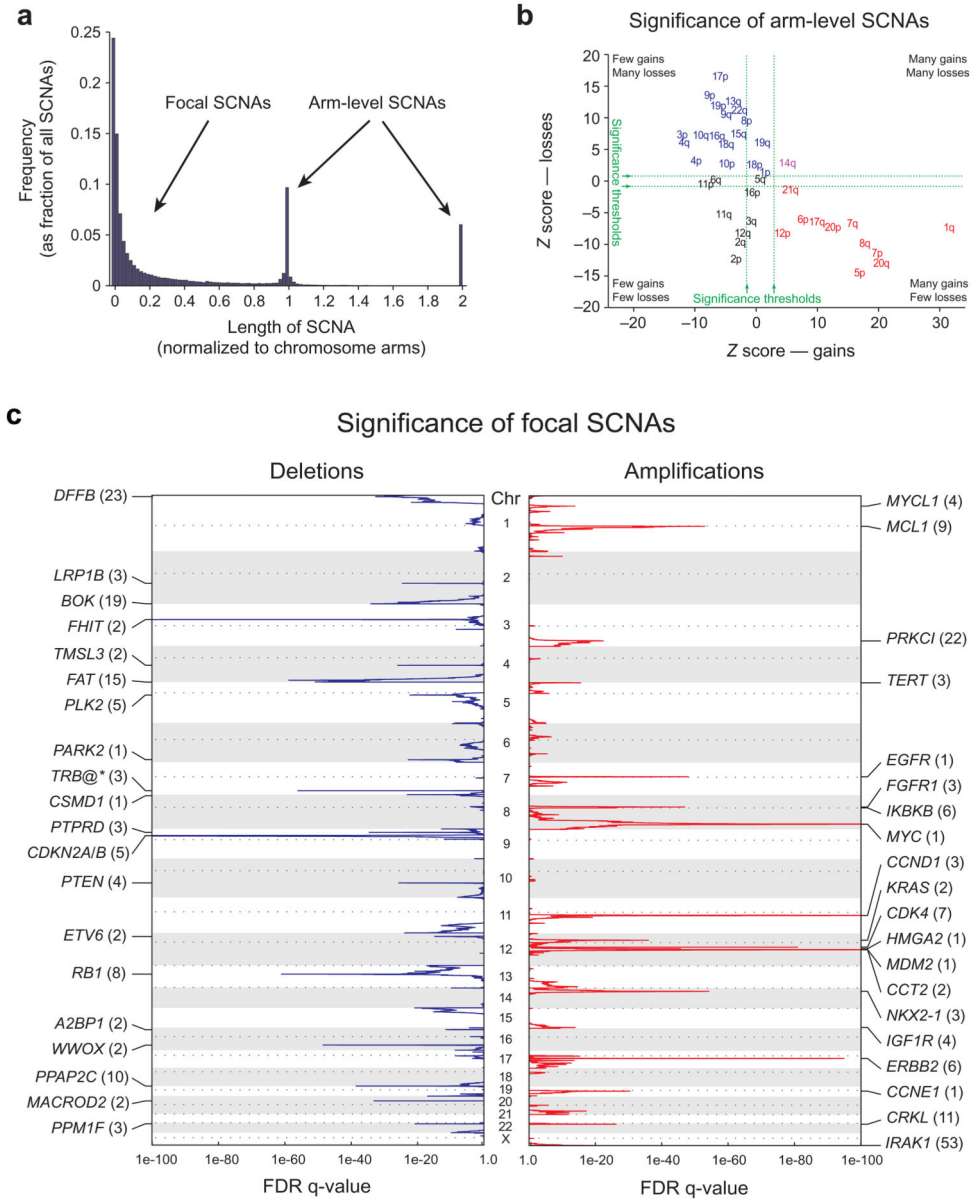 a
0.25
0.2
0.15
0.1
0.05
0
Frequency
(as fraction of all SCNAs)
Focal SCNAs
Arm-level SCNAs
0 0.2 0.4 0.6 0.8 1 1.2 1.4 1.6 1.8 2
Length of SCNA
(normalized to chromosome arms)
b
Significance of arm-level SCNAs
20
15
10
5
0
–5
–10
–15
–20
Z score — losses
Few gains
Many losses
Many gains
Many losses
Significance thresholds
17p
9p
13q
19p
22q
9q
8p
3p
10q
16q
15q
4q
18q
19q
4p
10p
18p
1p
14q
6q
11p
5q
16p
21q
11q
3q
6p
17q
20p
7q
1q
12q
12p
9q
8q
2p
7p
20q
5p
Few gains
Few losses
Significance thresholds
Many gains
Few losses
–20 –10 0 10 20 30
Z score — gains
c
Significance of focal SCNAs
Deletions
DFFB (23)
LRP1B (3)
BOK (19)
FHIT (2)
TMSL3 (2)
FAT (15)
PLK2 (5)
PARK2 (1)
TRB@* (3)
CSMD1 (1)
PTPRD (3)
CDKN2A/B (5)
PTEN (4)
ETV6 (2)
RB1 (8)
A2BP1 (2)
WWOX (2)
PPAP2C (10)
MACROD2 (2)
PPM1F (3)
1e-100 1e-80 1e-60 1e-40 1e-20 1.0
FDR q-value
Chr
1
2
3
4
5
6
7
8
9
10
11
12
13
14
15
16
17
18
19
20
21
22
X
Amplifications
MYCL1 (4)
MCL1 (9)
PRKCI (22)
TERT (3)
EGFR (1)
FGFR1 (3)
IKBKB (6)
MYC (1)
CCND1 (3)
KRAS (2)
CDK4 (7)
HMGA2 (1)
MDM2 (1)
CCT2 (2)
NKX2-1 (3)
IGF1R (4)
ERBB2 (6)
CCNE1 (1)
CRKL (11)
IRAK1 (53)
1.0 1e-20 1e-40 1e-60 1e-80 1e-100
FDR q-value